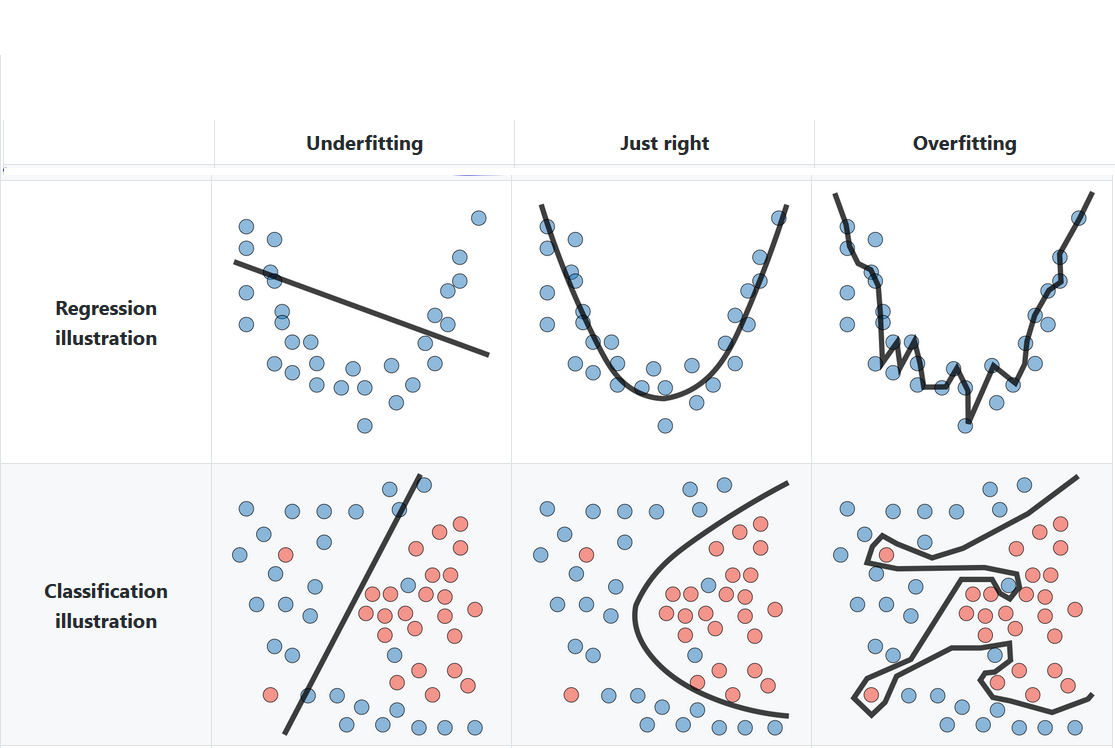 Underfitting
Just right
Overfitting
Regression
illustration
Classification
illustration